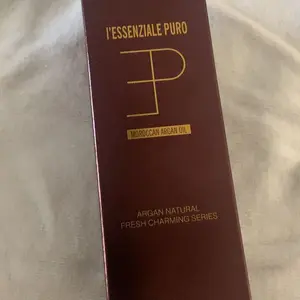 l'ESSENZIALE PURO
MOROCCAN ARGAN OIL
ARGAN NATURAL
FRESH CHARMING SERIES